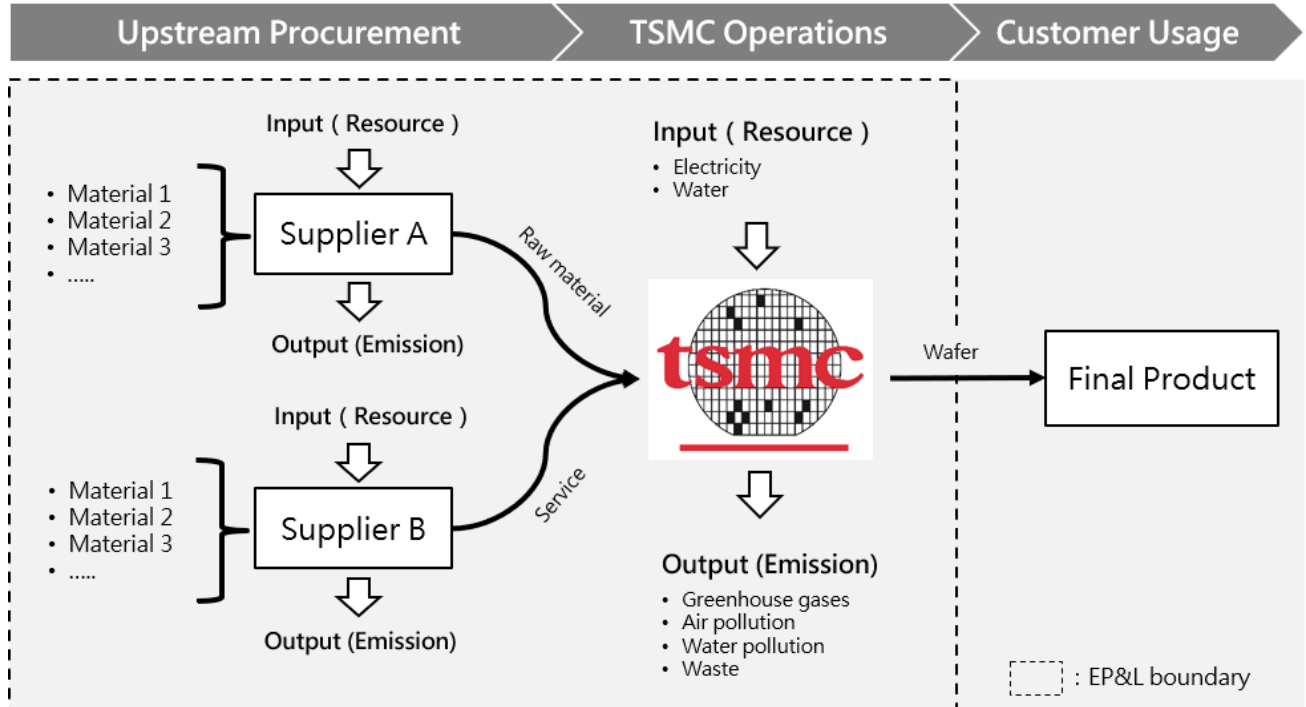 Upstream Procurement
TSMC Operations
Customer Usage
Input ( Resource )
• Material 1
• Material 2
• Material 3
• .....
Supplier A
Output (Emission)
Raw material
Input ( Resource )
• Material 1
• Material 2
• Material 3
• .....
Supplier B
Output (Emission)
Service
Input ( Resource )
• Electricity
• Water
tsmc
Output (Emission)
• Greenhouse gases
• Air pollution
• Water pollution
• Waste
Wafer
Final Product
: EP&L boundary